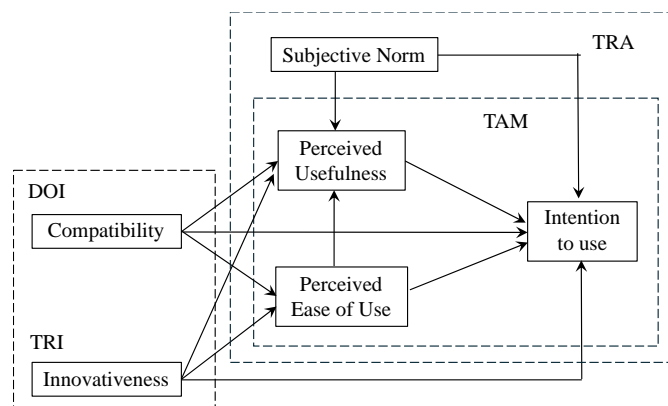 Subjective Norm
TRA
TAM
Perceived
Usefulness
DOI
Compatibility
Intention
to use
Perceived
Ease of Use
TRI
Innovativeness